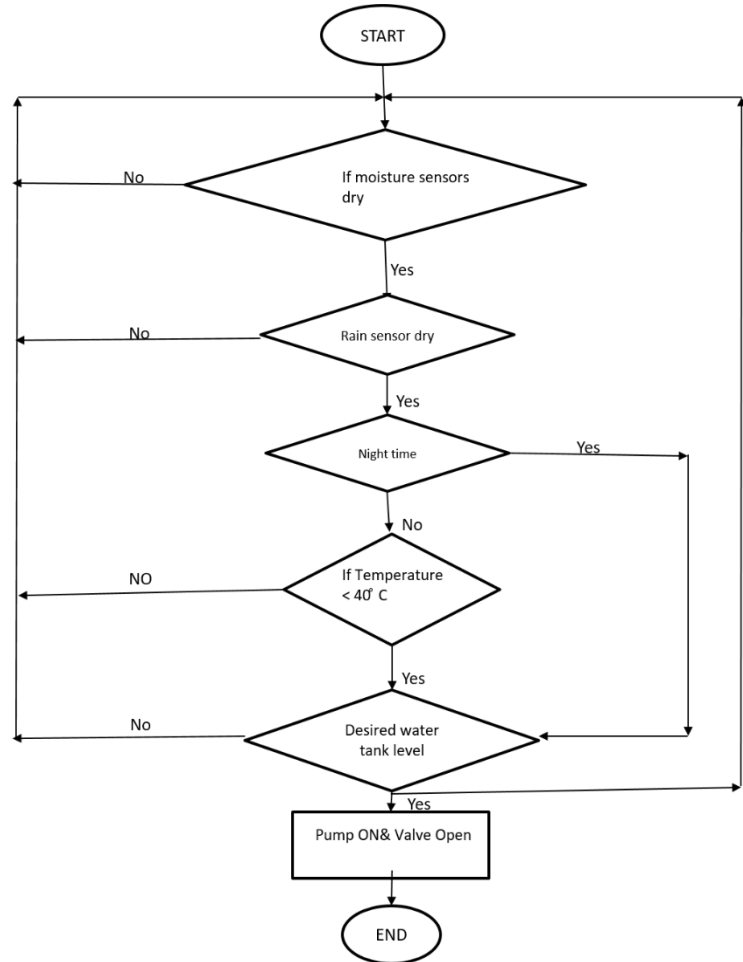 START
No
If moisture sensors
dry
Yes
No
Rain sensor dry
Yes
Night time
Yes
No
NO
If Temperature
< 40° C
Yes
No
Desired water
tank level
Yes
Pump ON& Valve Open
END